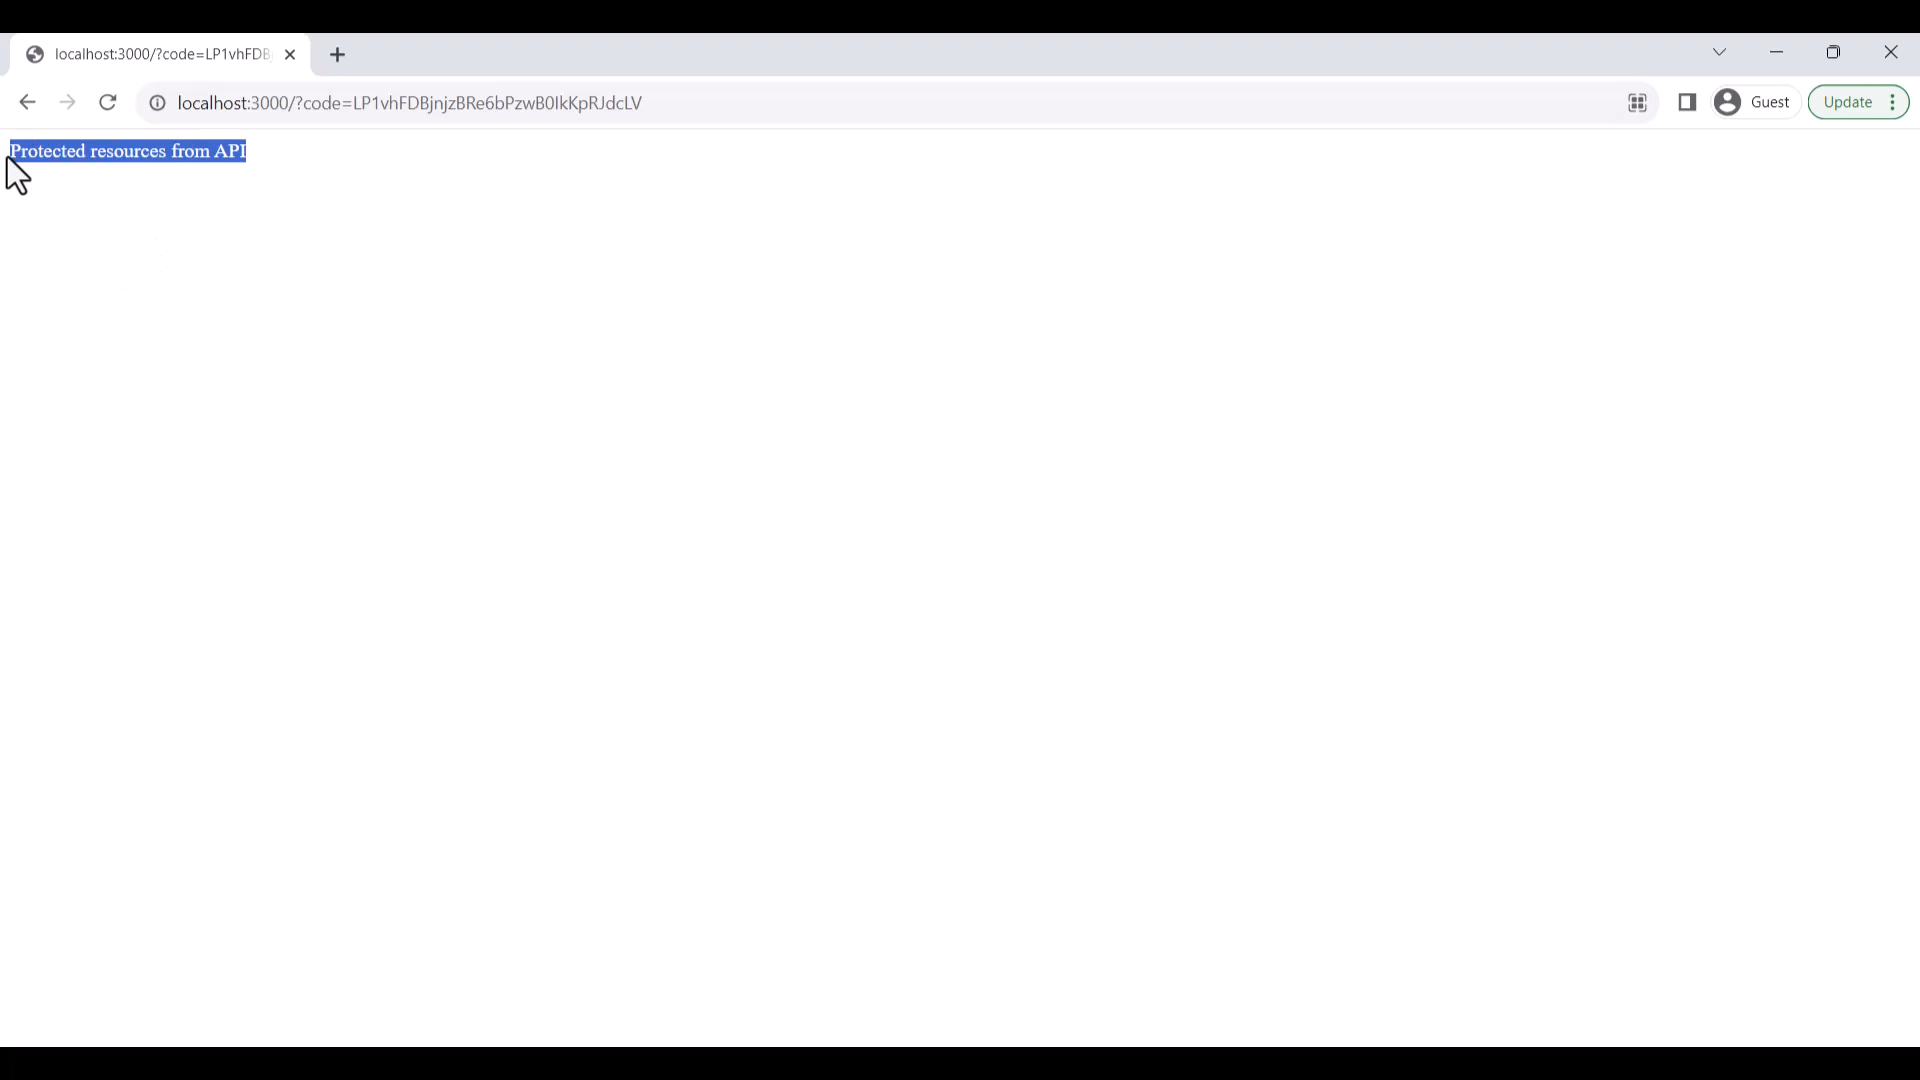 localhost:3000/?code=LP1vhFDB
localhost:3000/?code=LP1vhFDBjnjzBRe6bPzwB0IkKpRJdcLV
Guest
Update
Protected resources from API